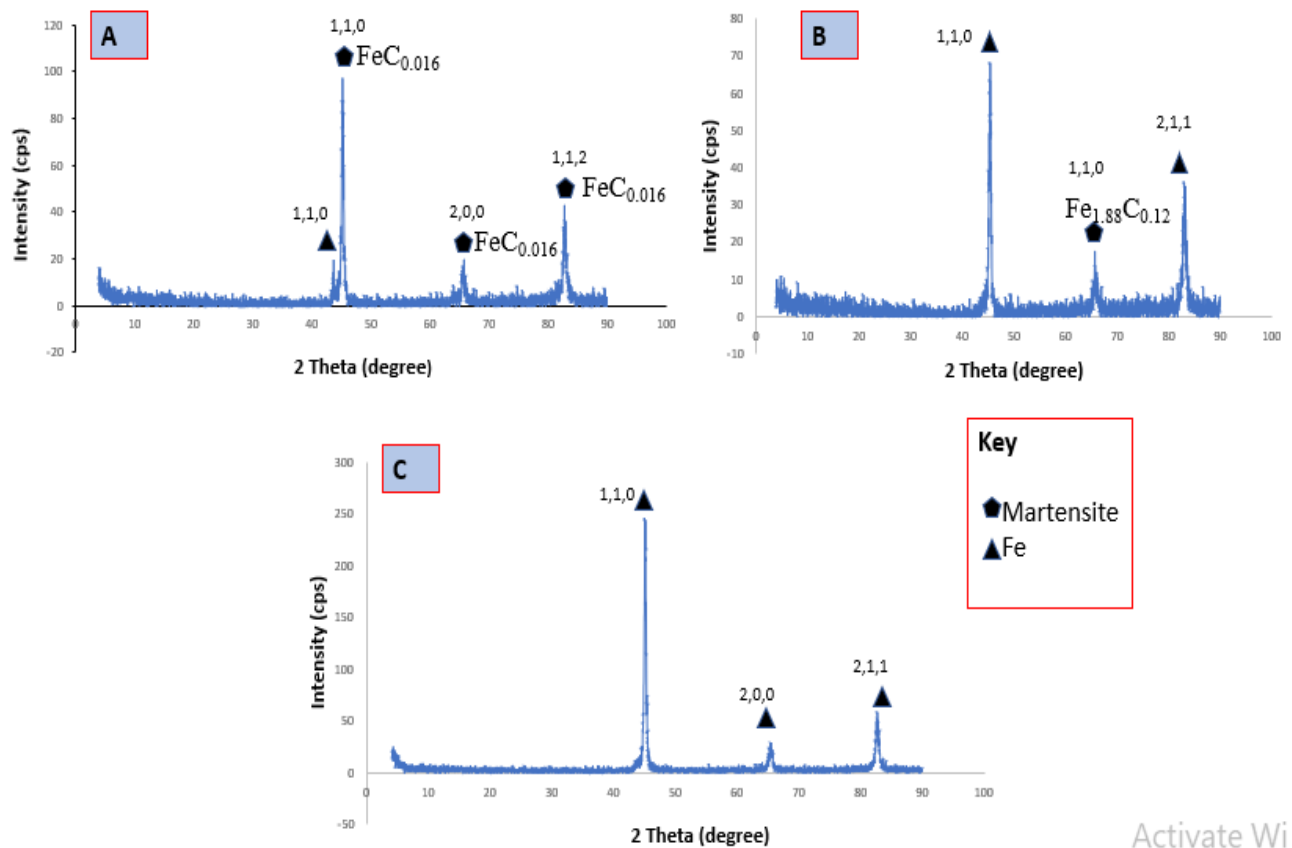 A
120
100
80
60
40
20
0
-20
Intensity (cps)
1,1,0
FeC0.016
1,1,2
FeC0.016
1,1,0
2,0,0
FeC0.016
0 10 20 30 40 50 60 70 80 90 100
2 Theta (degree)
B
80
70
60
50
40
30
20
10
0
-10
Intensity (cps)
1,1,0
2,1,1
1,1,0
Fe1.88C0.12
0 10 20 30 40 50 60 70 80 90 100
2 Theta (degree)
C
300
250
200
150
100
50
0
-50
Intensity (cps)
1,1,0
2,0,0
2,1,1
0 10 20 30 40 50 60 70 80 90 100
2 Theta (degree)
Key
Martensite
Fe
Activate Wi